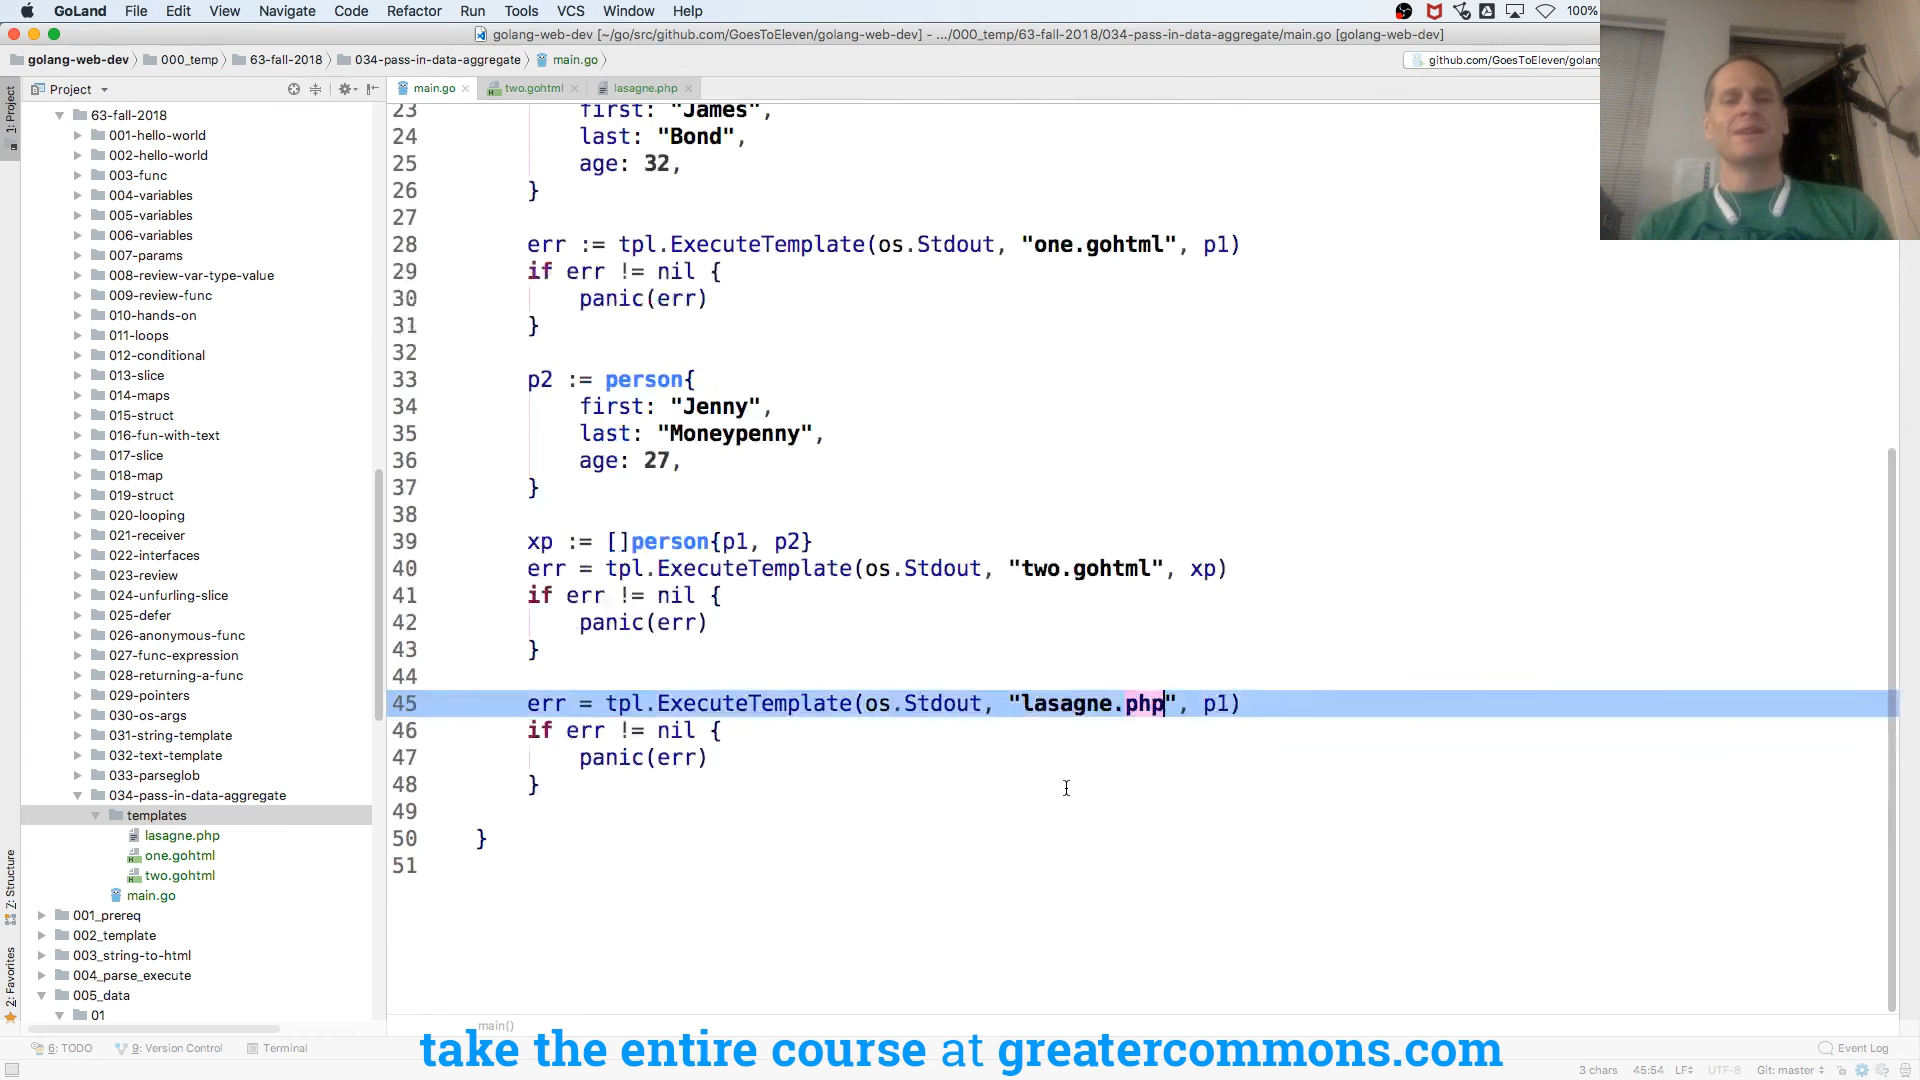 GoLand File Edit View Navigate Code Refactor Run Tools VCS Window Help 100%
golang-web-dev [~/go/src/github.com/GoesToEleven/golang-web-dev] - .../000_temp/63-fall-2018/034-pass-in-data-aggregate/main.go [golang-web-dev]
golang-web-dev 000_temp 63-fall-2018 034-pass-in-data-aggregate main.go github.com/GoesToEleven/golang
Project main.go two.gohtml lasagne.php
1: Project
63-fall-2018
001-hello-world
002-hello-world
003-func
004-variables
005-variables
006-variables
007-params
008-review-var-type-value
009-review-func
010-hands-on
011-loops
012-conditional
013-slice
014-maps
015-struct
016-fun-with-text
017-slice
018-map
019-struct
020-looping
021-receiver
022-interfaces
023-review
024-unfurling-slice
025-defer
026-anonymous-func
027-func-expression
028-returning-a-func
029-pointers
030-os-args
031-string-template
032-text-template
033-parseglob
034-pass-in-data-aggregate
templates
lasagne.php
one.gohtml
two.gohtml
main.go
001_prereq
002_template
003_string-to-html
004_parse_execute
005_data
01
7: Structure
2: Favorites
23 first: "James",
24 last: "Bond",
25 age: 32,
26 }
27
28 err := tpl.ExecuteTemplate(os.Stdout, "one.gohtml", p1)
29 if err != nil {
30 panic(err)
31 }
32
33 p2 := person{
34 first: "Jenny",
35 last: "Moneypenny",
36 age: 27,
37 }
38
39 xp := []person{p1, p2}
40 err = tpl.ExecuteTemplate(os.Stdout, "two.gohtml", xp)
41 if err != nil {
42 panic(err)
43 }
44
45 err = tpl.ExecuteTemplate(os.Stdout, "lasagne.php", p1)
46 if err != nil {
47 panic(err)
48 }
49
50 }
51
main()
6: TODO 9: Version Control Terminal Event Log
take the entire course at greatercommons.com
3 chars 45:54 LF UTF-8 Git: master